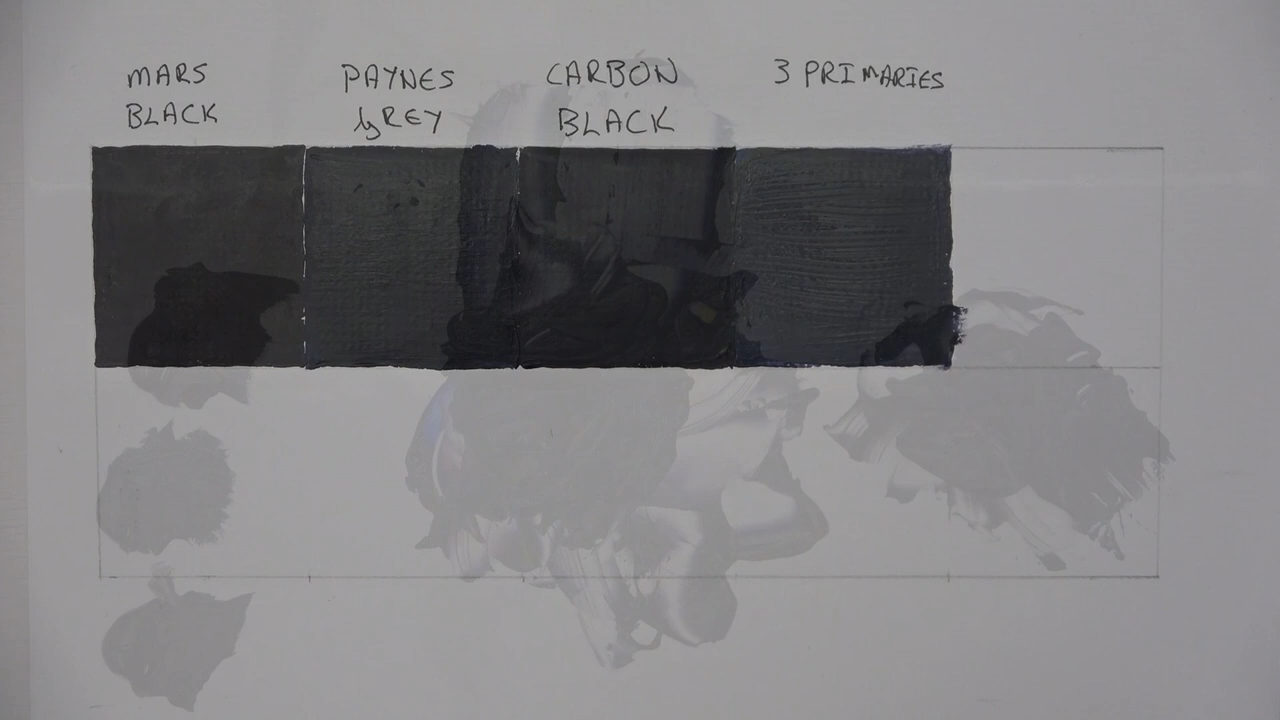 MARS
BLACK
PAYNES
GREY
CARBON
BLACK
3 PRIMARIES